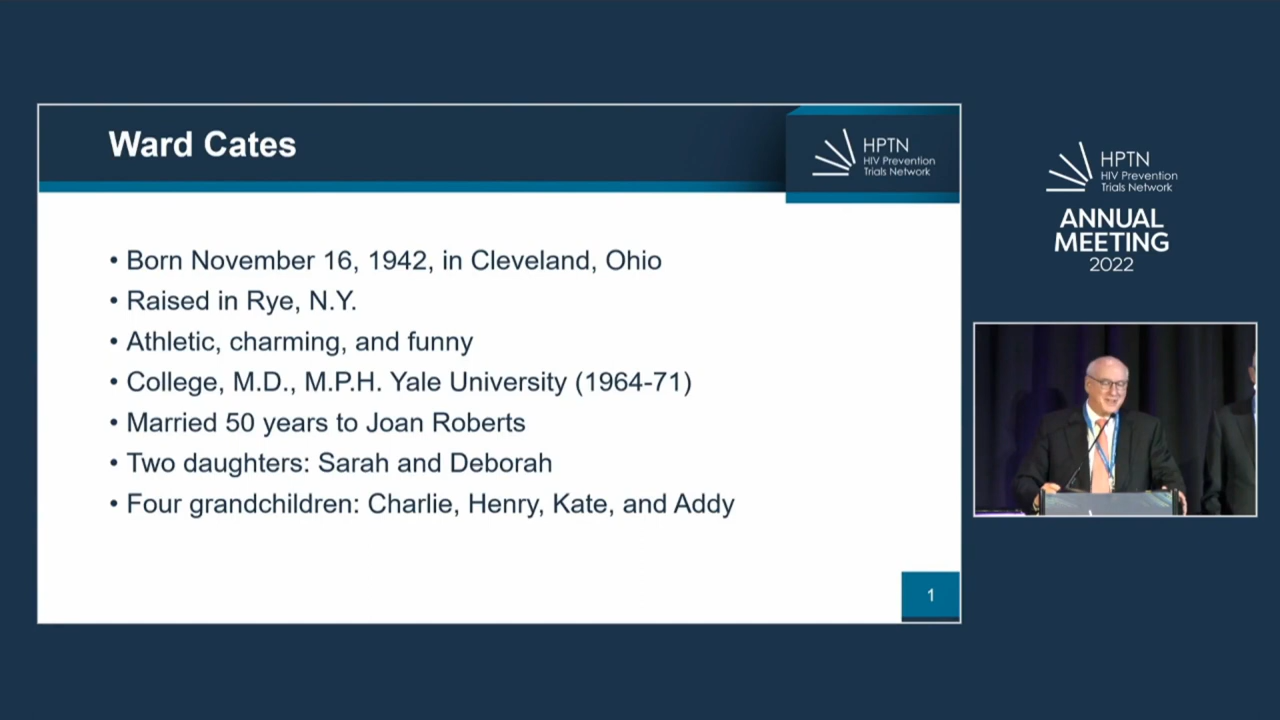 Ward Cates
HPTN
HIV Prevention
Trials Network
• Born November 16, 1942, in Cleveland, Ohio
• Raised in Rye, N.Y.
• Athletic, charming, and funny
• College, M.D., M.P.H. Yale University (1964-71)
• Married 50 years to Joan Roberts
• Two daughters: Sarah and Deborah
• Four grandchildren: Charlie, Henry, Kate, and Addy
1
HPTN
HIV Prevention
Trials Network
ANNUAL
MEETING
2022